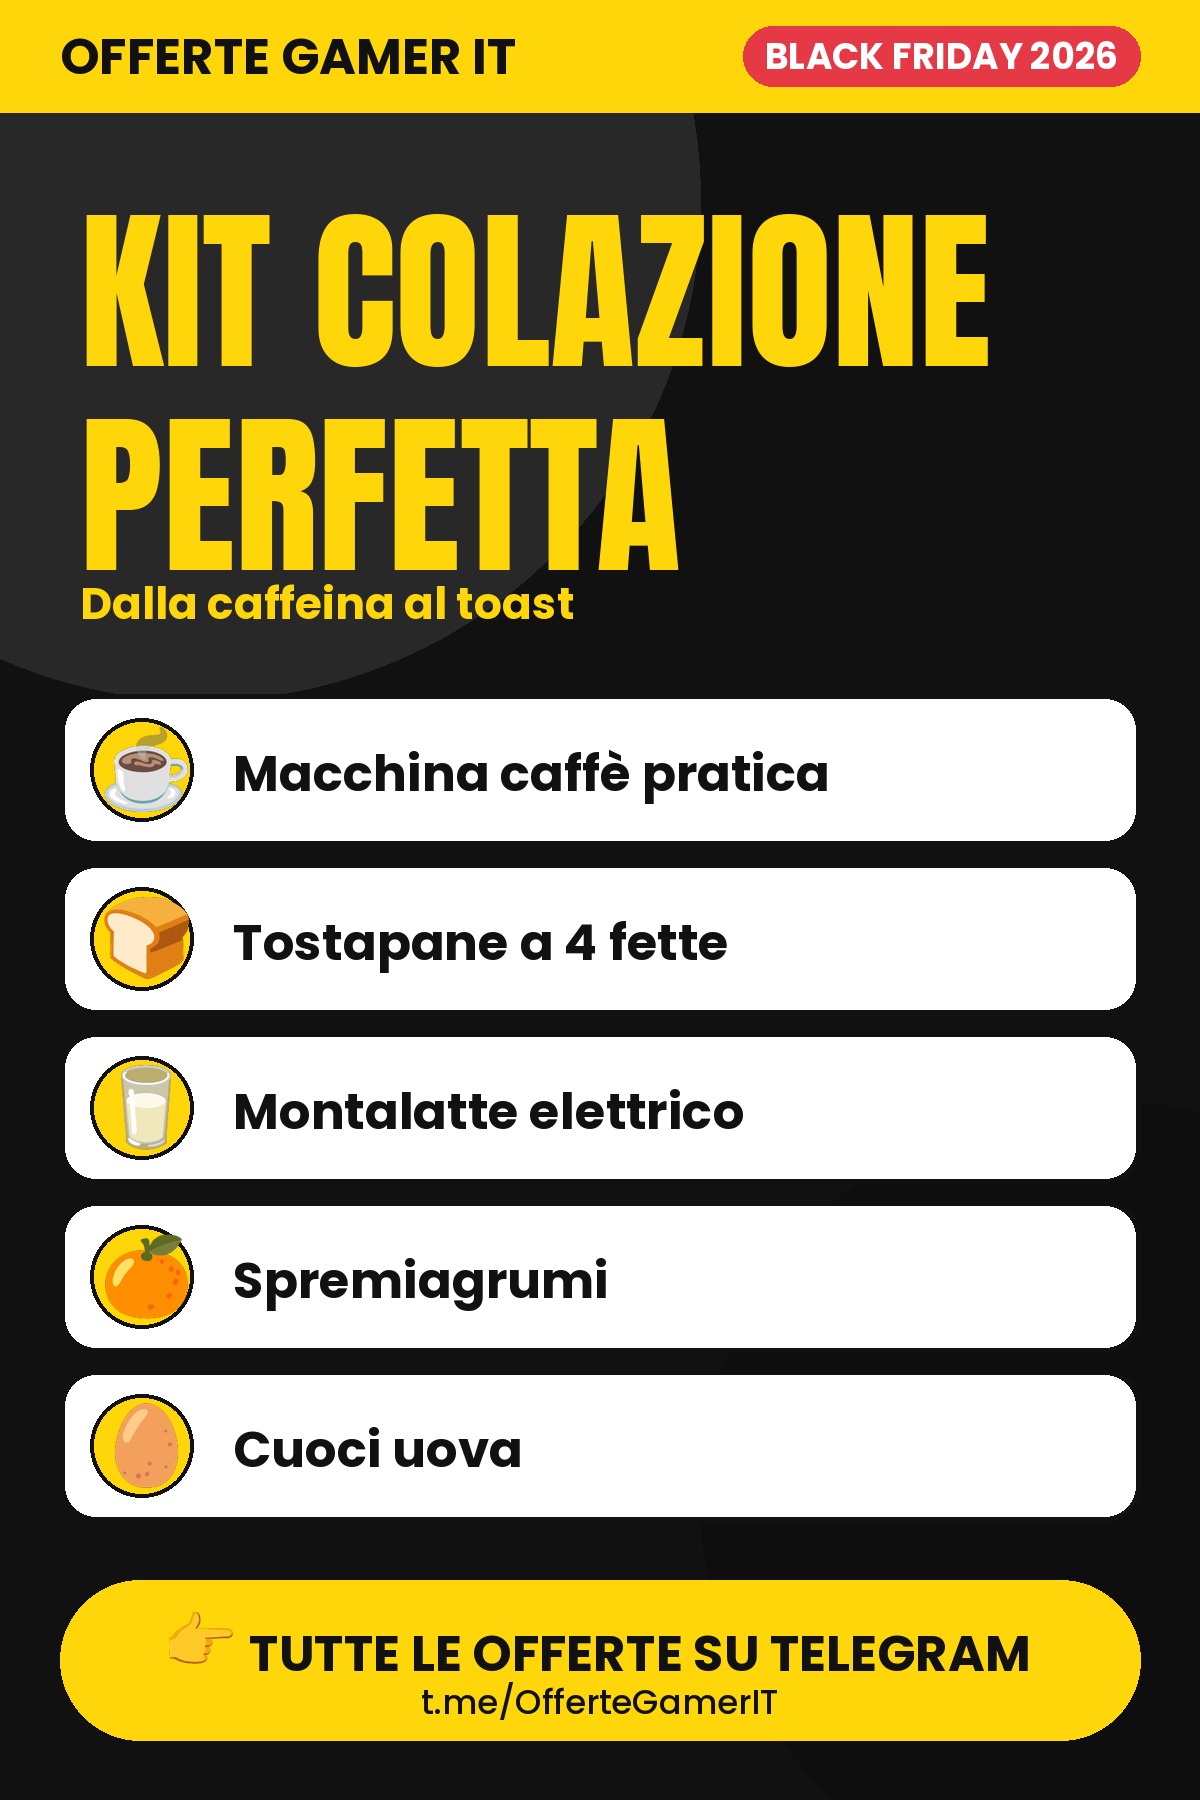 OFFERTE GAMER IT
BLACK FRIDAY 2026
KIT COLAZIONE
PERFETTA
Dalla caffeina al toast
Macchina caffè pratica
Tostapane a 4 fette
Montalatte elettrico
Spremiagrumi
Cuoci uova
TUTTE LE OFFERTE SU TELEGRAM
t.me/OfferteGamerIT